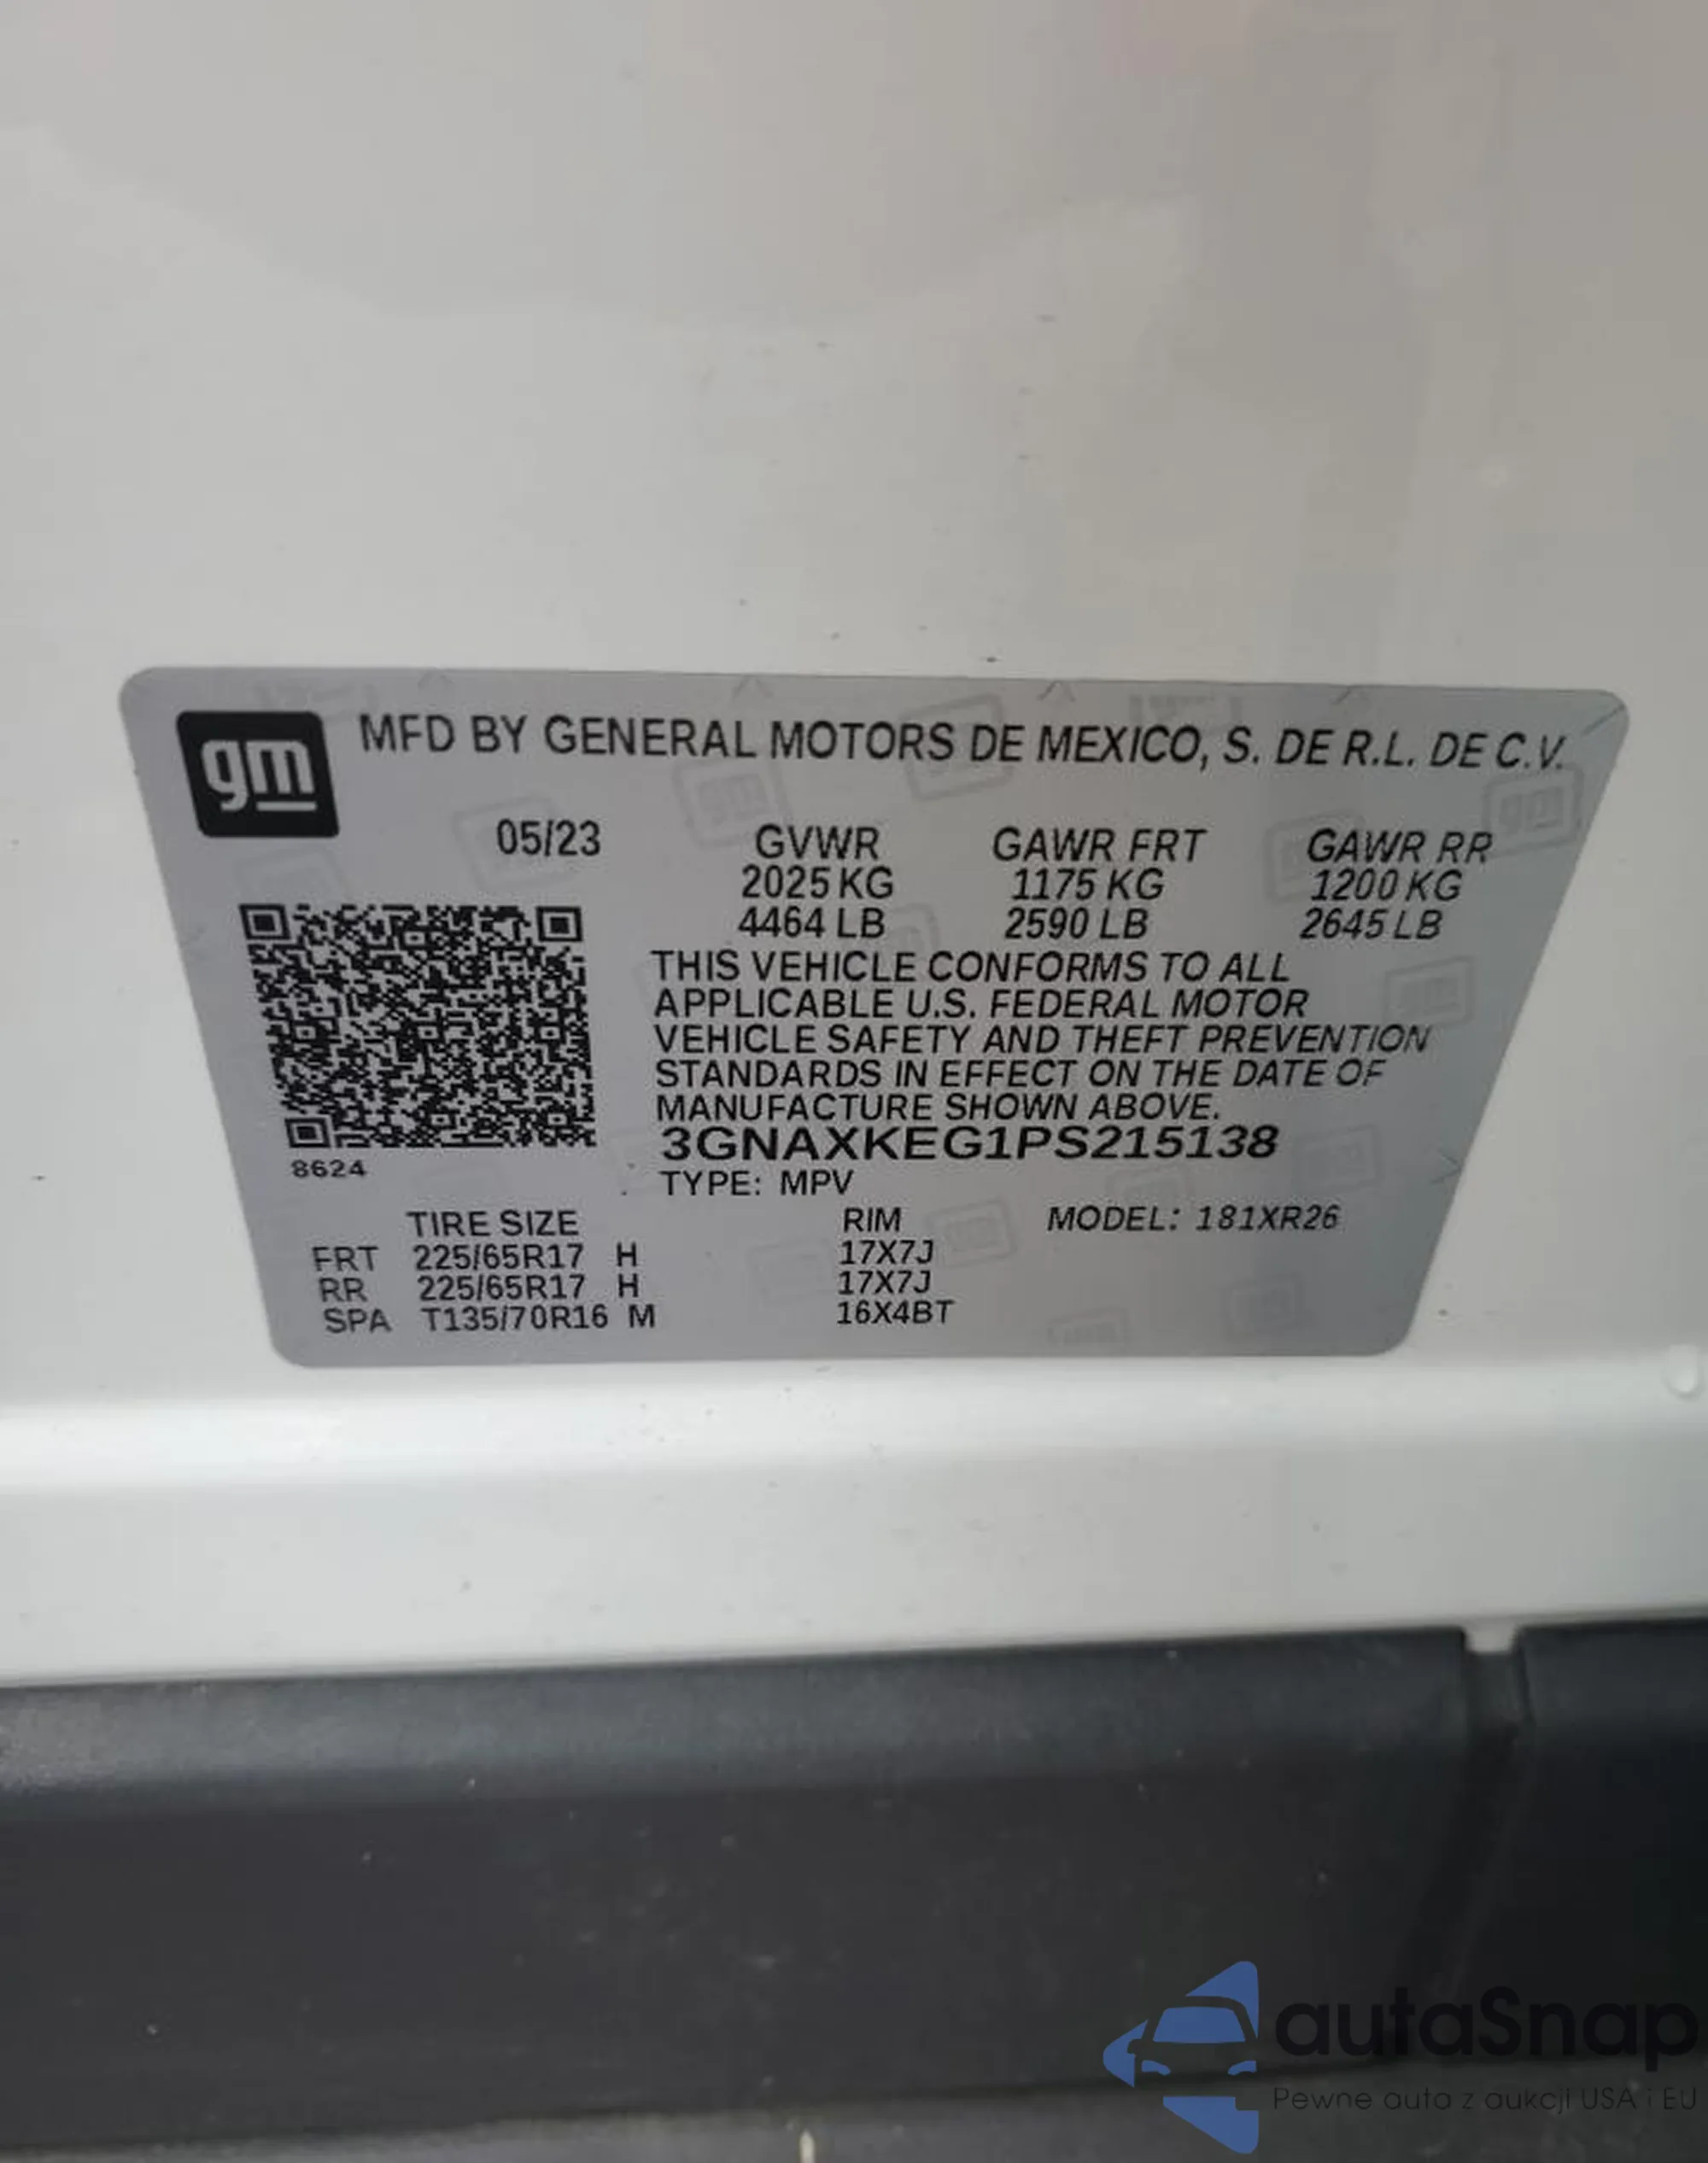 gm MFD BY GENERAL MOTORS DE MEXICO, S. DE R.L. DE C.V.
05/23 GVWR GAWR FRT GAWR RR
2025 KG 1175 KG 1200 KG
4464 LB 2590 LB 2645 LB
THIS VEHICLE CONFORMS TO ALL
APPLICABLE U.S. FEDERAL MOTOR
VEHICLE SAFETY AND THEFT PREVENTION
STANDARDS IN EFFECT ON THE DATE OF
MANUFACTURE SHOWN ABOVE.
3GNAXKEG1PS215138
8624
TYPE: MPV
TIRE SIZE RIM MODEL: 181XR26
FRT 225/65R17 H 17X7J
RR 225/65R17 H 17X7J
SPA T135/70R16 M 16X4BT
autaSnap
Pewne auta z aukcji USA i EU